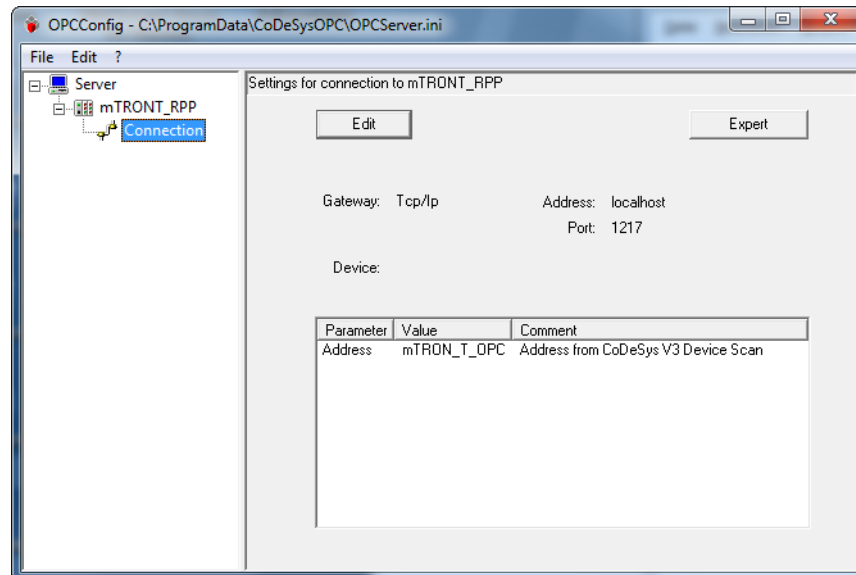 OPCConfig - C:\ProgramData\CoDeSysOPC\OPCServer.ini
File Edit ?
Server
mTRONT_RPP
Connection
Settings for connection to mTRONT_RPP
Edit
Expert
Gateway: Tcp/Ip
Address: localhost
Port: 1217
Device:
Parameter Value Comment
Address mTRON_T_OPC Address from CoDeSys V3 Device Scan